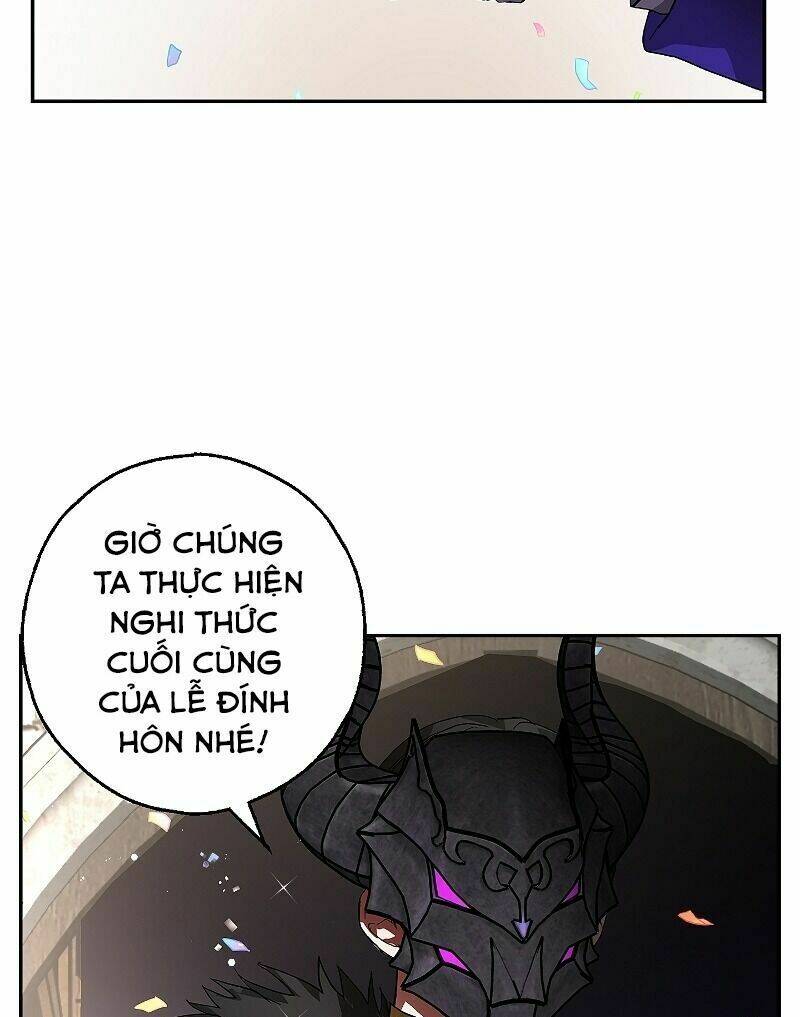 GIỜ CHÚNG
TA THỰC HIỆN
NGHI THỨC
CUỐI CÙNG
CỦA LỄ ĐÍNH
HÔN NHÉ!